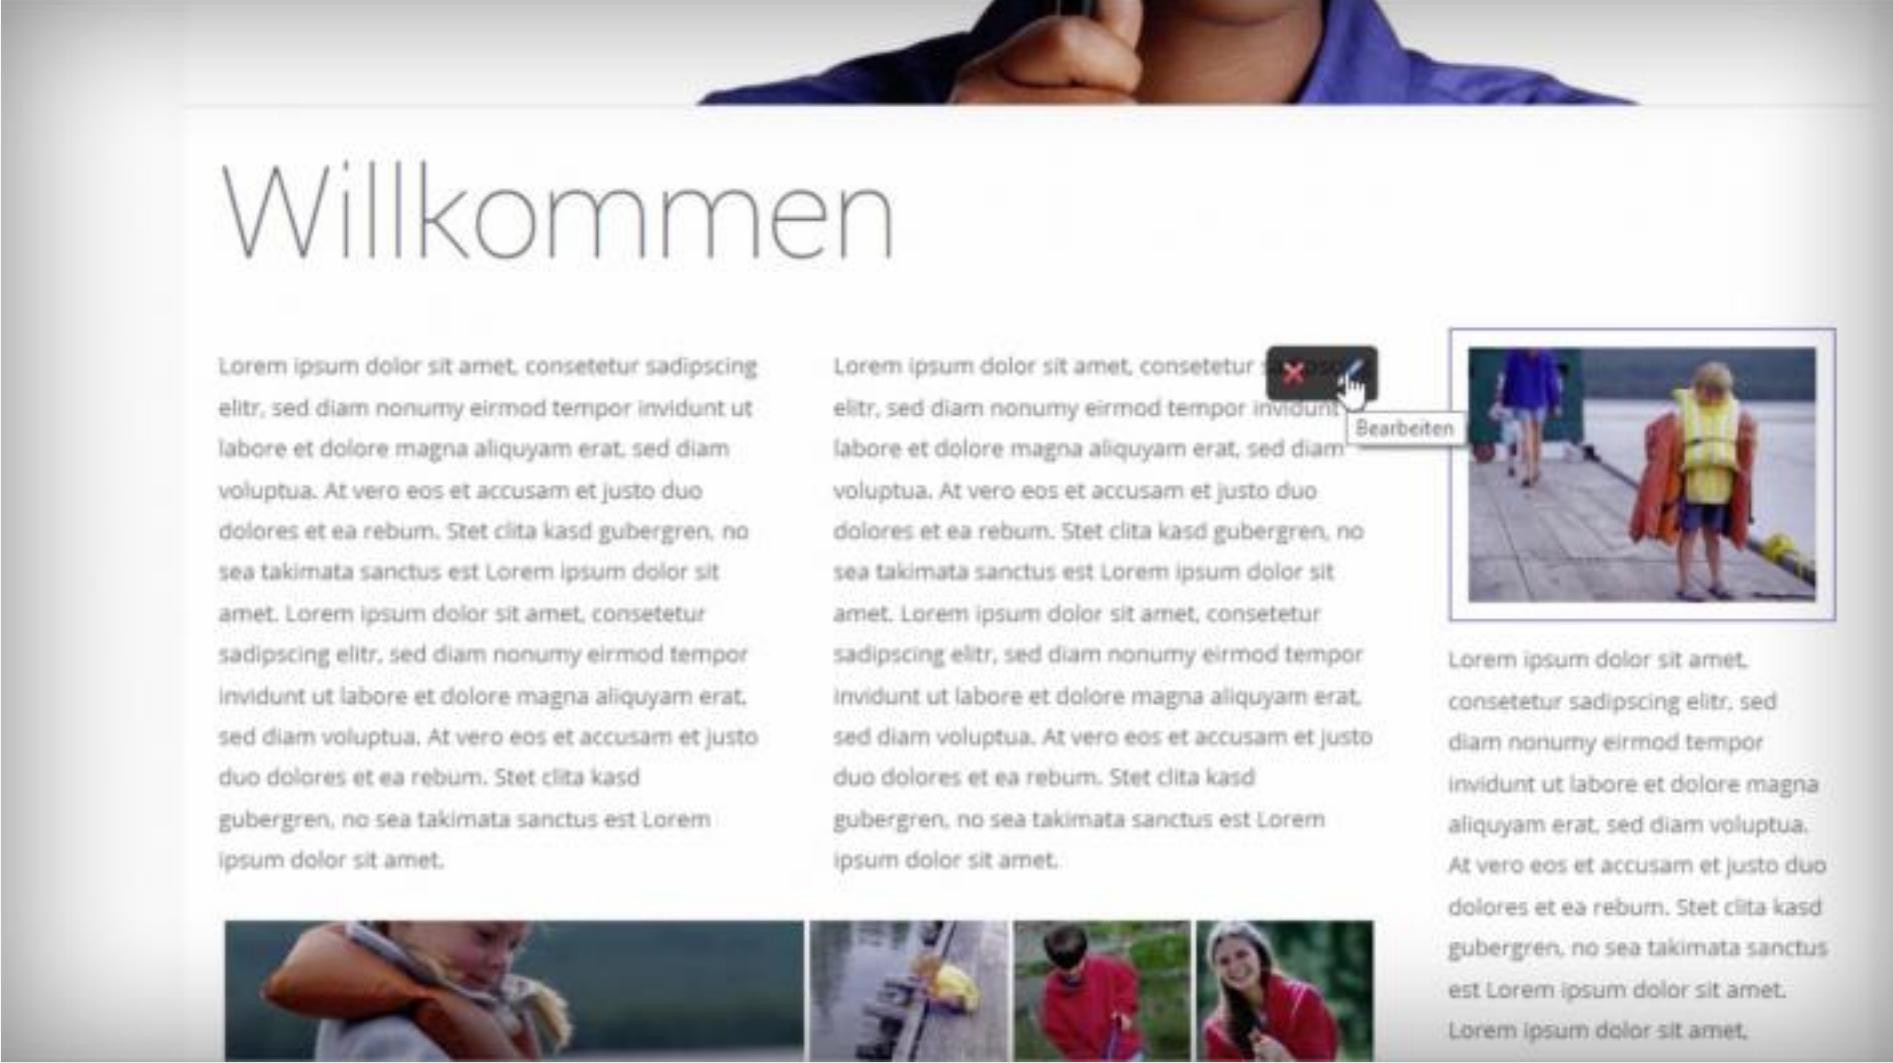 Willkommen
Lorem ipsum dolor sit amet, consetetur sadipscing
elitr, sed diam nonumy eirmod tempor invidunt ut
labore et dolore magna aliquyam erat, sed diam
voluptua. At vero eos et accusam et justo duo
dolores et ea rebum. Stet clita kasd gubergren, no
sea takimata sanctus est Lorem ipsum dolor sit
amet. Lorem ipsum dolor sit amet, consetetur
sadipscing elitr, sed diam nonumy eirmod tempor
invidunt ut labore et dolore magna aliquyam erat,
sed diam voluptua. At vero eos et accusam et justo
duo dolores et ea rebum. Stet clita kasd
gubergren, no sea takimata sanctus est Lorem
ipsum dolor sit amet.
Lorem ipsum dolor sit amet, consetetur
elitr, sed diam nonumy eirmod tempor invidunt
labore et dolore magna aliquyam erat, sed diam
voluptua. At vero eos et accusam et justo duo
dolores et ea rebum. Stet clita kasd gubergren, no
sea takimata sanctus est Lorem ipsum dolor sit
amet. Lorem ipsum dolor sit amet, consetetur
sadipscing elitr, sed diam nonumy eirmod tempor
invidunt ut labore et dolore magna aliquyam erat,
sed diam voluptua. At vero eos et accusam et justo
duo dolores et ea rebum. Stet clita kasd
gubergren, no sea takimata sanctus est Lorem
ipsum dolor sit amet.
Bearbeiten
Lorem ipsum dolor sit amet,
consetetur sadipscing elitr, sed
diam nonumy eirmod tempor
invidunt ut labore et dolore magna
aliquyam erat, sed diam voluptua.
At vero eos et accusam et justo duo
dolores et ea rebum. Stet clita kasd
gubergren, no sea takimata sanctus
est Lorem ipsum dolor sit amet.
Lorem ipsum dolor sit amet,